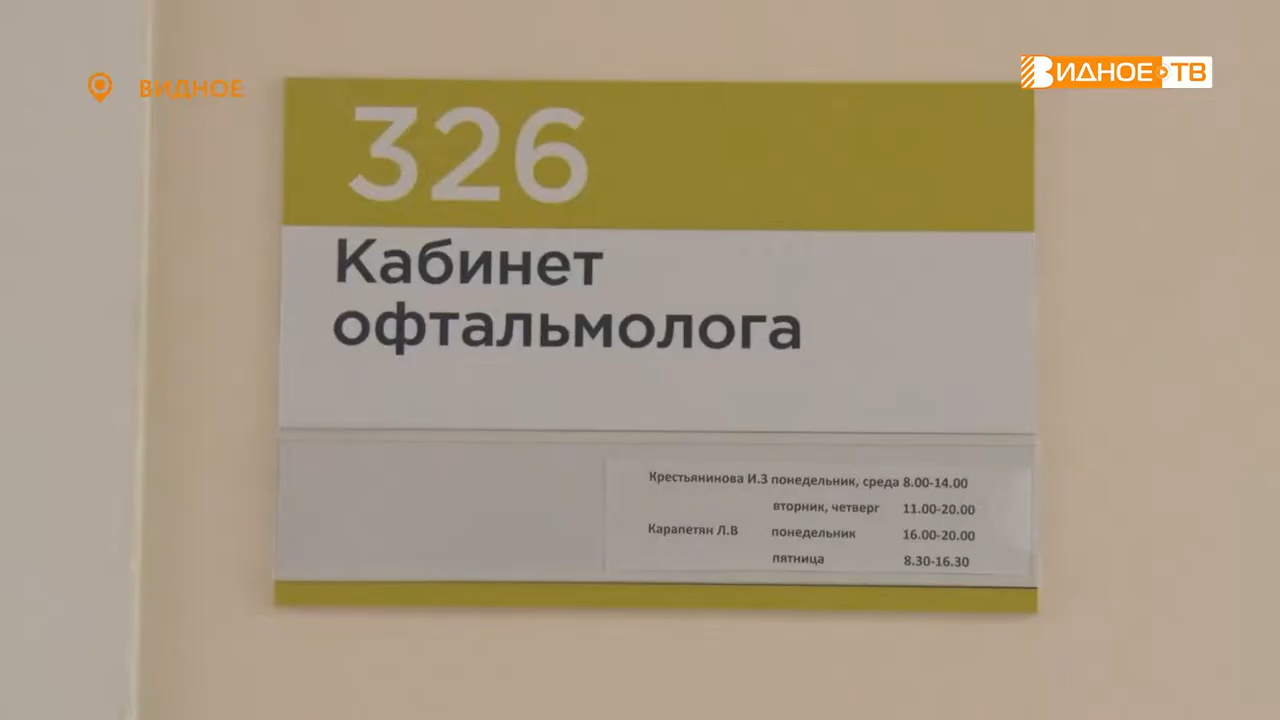 ВИДНОЕ
ВИДНОЕ ТВ
326
Кабинет
офтальмолога
Крестьянинова И.З понедельник, среда 8.00-14.00
вторник, четверг 11.00-20.00
Карапетян Л.В понедельник 16.00-20.00
пятница 8.30-16.30